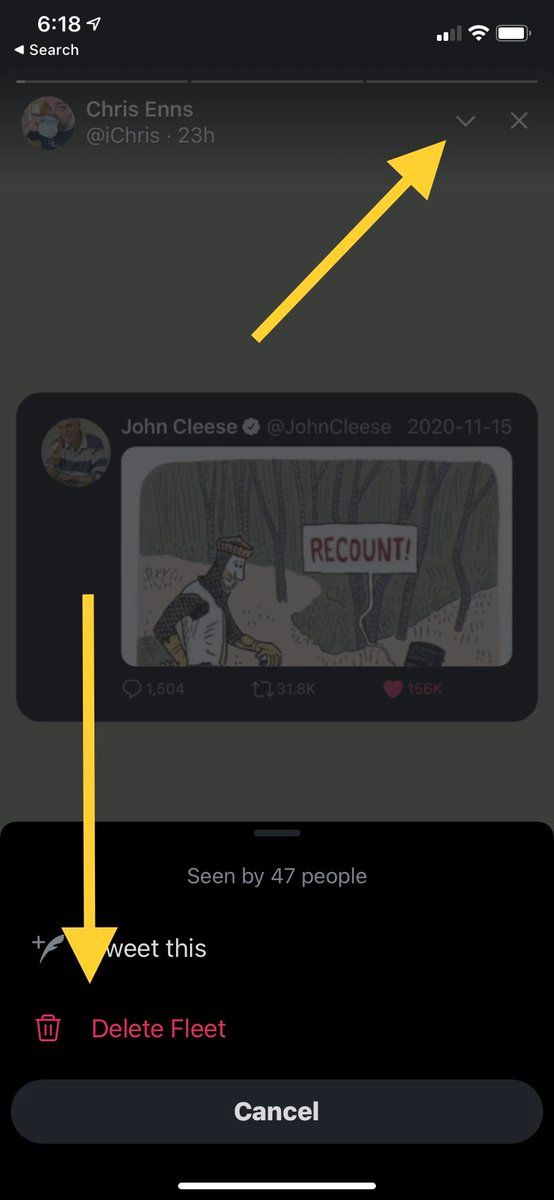 6:18
◀ Search
Chris Enns
@iChris · 23h
John Cleese @JohnCleese 2020-11-15
RECOUNT!
1,504 31.8K 156K
Seen by 47 people
weet this
Delete Fleet
Cancel